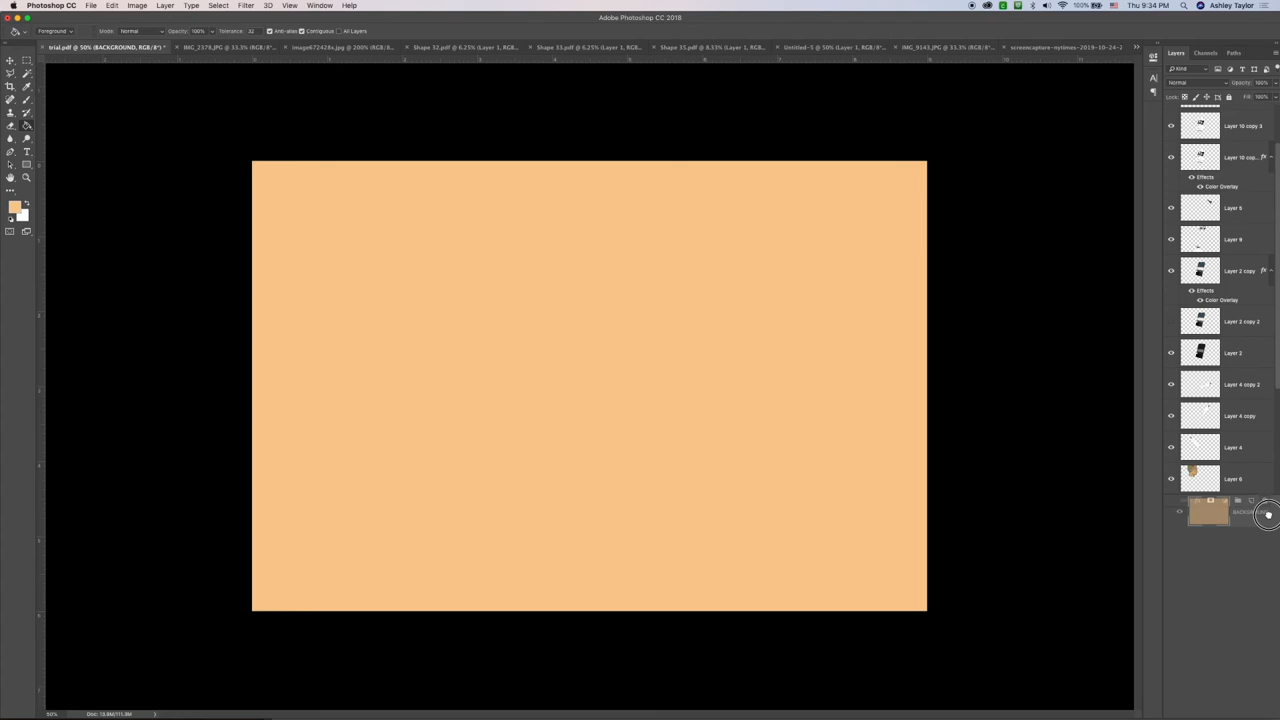 Photoshop CC File Edit Image Layer Type Select Filter 3D View Window Help 100% Thu 9:34 PM Ashley Taylor
Adobe Photoshop CC 2018
Foreground Mode: Normal Opacity: 100% Tolerance: 32 Anti-alias Contiguous All Layers
trial.pdf @ 50% (BACKGROUND, RGB/8*) * IMG_2378.JPG @ 33.3% (RGB/8*... image672428x.jpg @ 200% (RGB/8... Shape 32.pdf @ 6.25% (Layer 1, RGB... Shape 33.pdf @ 6.25% (Layer 1, RGB... Shape 35.pdf @ 8.33% (Layer 1, RGB... Untitled-5 @ 50% (Layer 1, RGB/8*... IMG_9143.JPG @ 33.3% (RGB/8*... screencapture-nytimes-2019-10-24-2
Layers Channels Paths
Kind
Normal Opacity: 100%
Lock: Fill: 100%
Layer 10 copy 3
Layer 10 cop... fx
Effects
Color Overlay
Layer 5
Layer 9
Layer 2 copy fx
Effects
Color Overlay
Layer 2 copy 2
Layer 2
Layer 4 copy 2
Layer 4 copy
Layer 4
Layer 6
50% Doc: 13.9M/111.9M